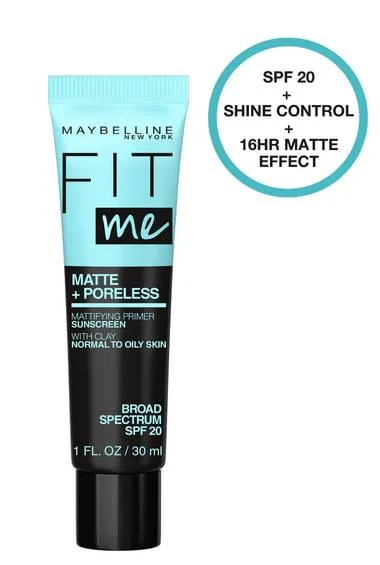 MAYBELLINE
NEW YORK
FIT
me
MATTE
+ PORELESS
MATTIFYING PRIMER
SUNSCREEN
WITH CLAY
NORMAL TO OILY SKIN
BROAD
SPECTRUM
SPF 20
1 FL. OZ / 30 ml
SPF 20
+
SHINE CONTROL
+
16HR MATTE
EFFECT